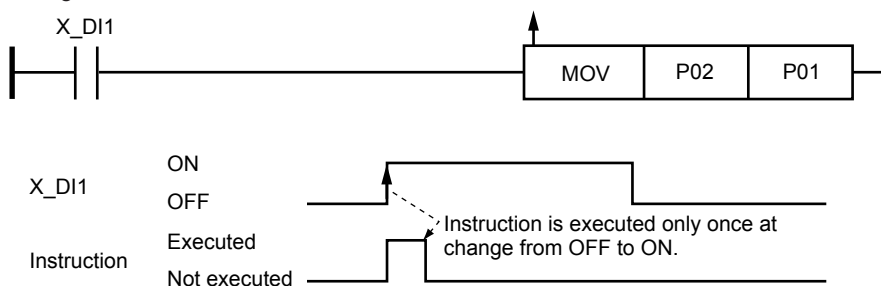 X_DI1
MOV P02 P01
X_DI1
ON
OFF
Instruction is executed only once at
change from OFF to ON.
Instruction
Executed
Not executed